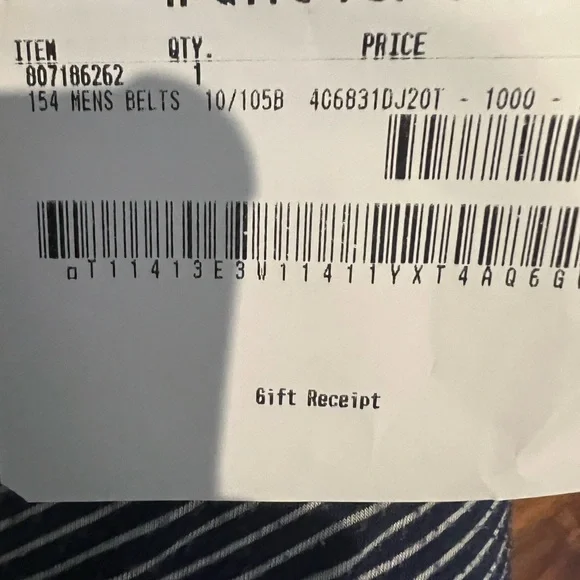 ITEM QTY. PRICE
807186262 1
154 MENS BELTS 10/105B 4C6831DJ20T - 1000 -
T11413E3W11411YXT4AQ6G
Gift Receipt